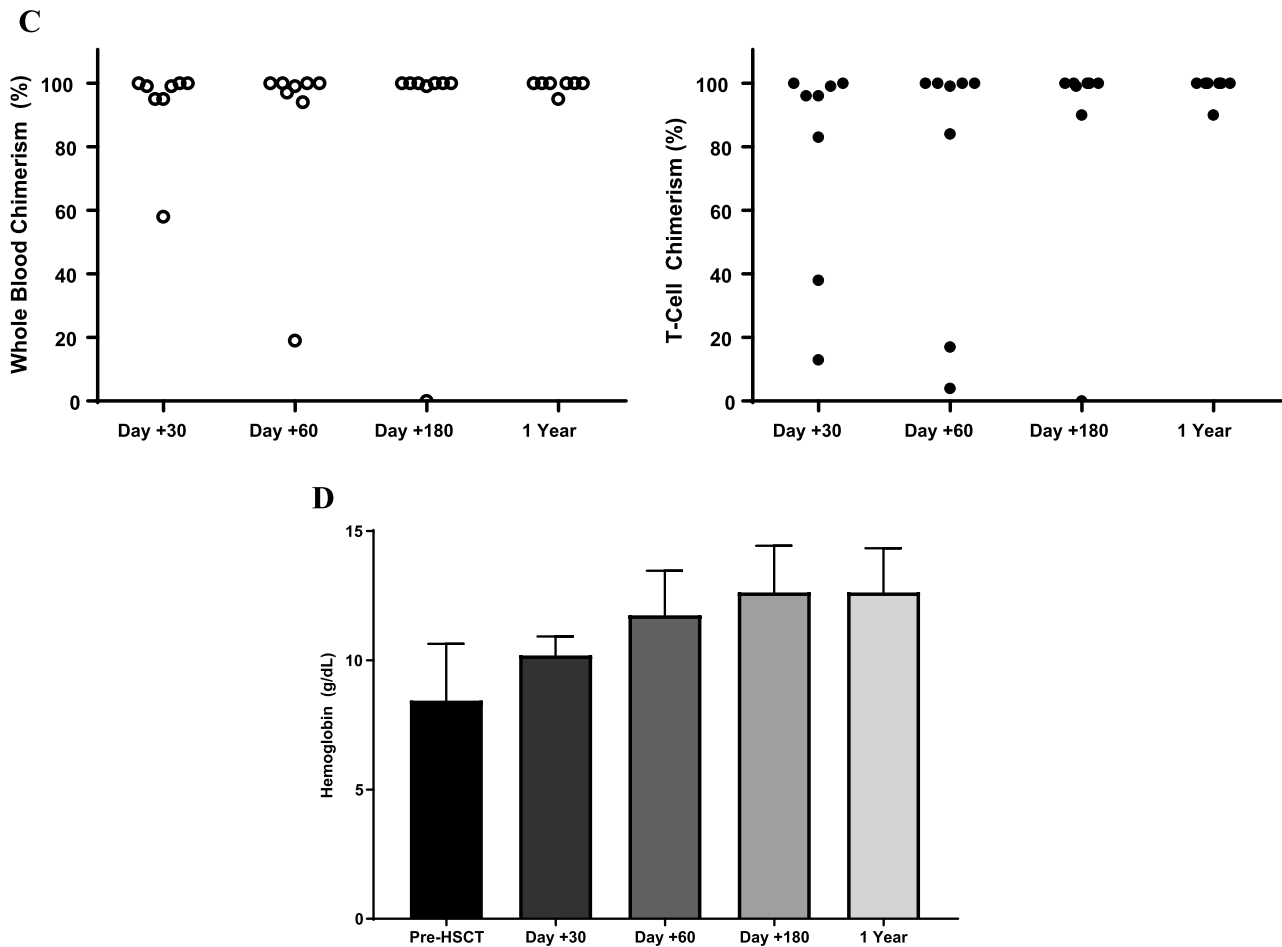 C
Whole Blood Chimerism (%)
100
80
60
40
20
0
Day +30 Day +60 Day +180 1 Year
T-Cell Chimerism (%)
100
80
60
40
20
0
Day +30 Day +60 Day +180 1 Year
D
Hemoglobin (g/dL)
15
10
5
0
Pre-HSCT Day +30 Day +60 Day +180 1 Year